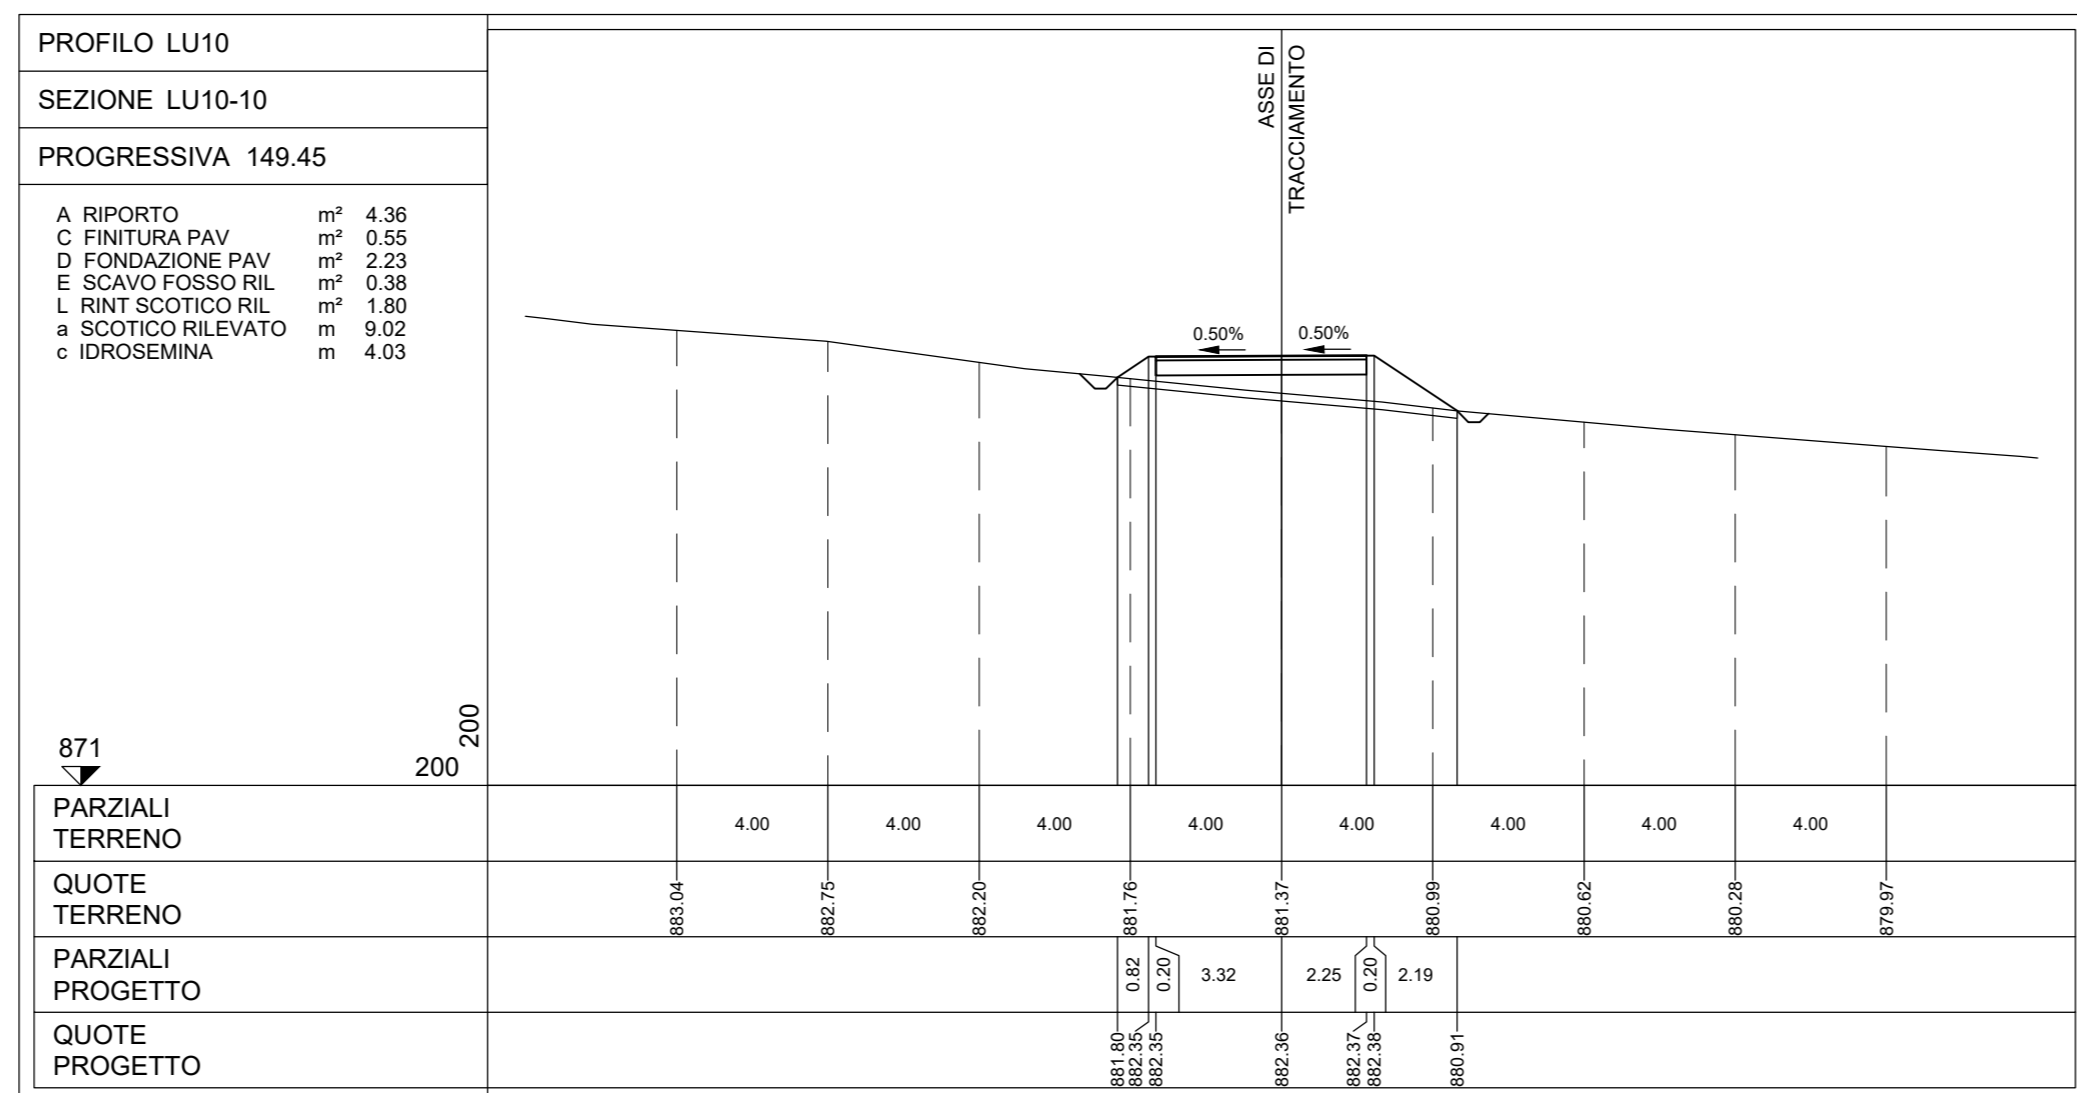 PROFILO LU10
SEZIONE LU10-10
PROGRESSIVA 149.45
A RIPORTO m² 4.36
C FINITURA PAV m² 0.55
D FONDAZIONE PAV m² 2.23
E SCAVO FOSSO RIL m² 0.38
L RINT SCOTICO RIL m² 1.80
a SCOTICO RILEVATO m 9.02
c IDROSEMINA m 4.03
ASSE DI
TRACCIAMENTO
0.50% 0.50%
871
200
200
PARZIALI
TERRENO
4.00 4.00 4.00 4.00 4.00 4.00 4.00 4.00
QUOTE
TERRENO
883.04 882.75 882.20 881.76 881.37 880.99 880.62 880.28 879.97
PARZIALI
PROGETTO
0.82 0.20 3.32 2.25 0.20 2.19
QUOTE
PROGETTO
881.80 882.35 882.35 882.36 882.37 882.38 880.91